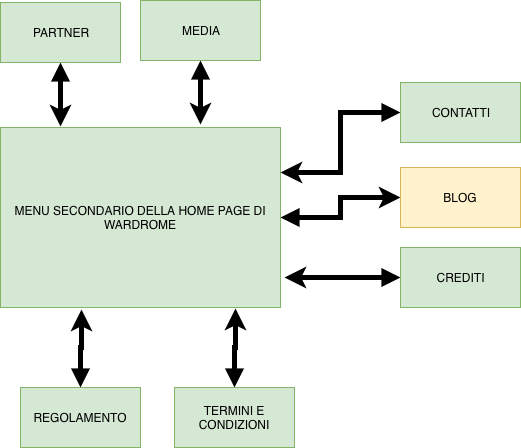 PARTNER
MEDIA
CONTATTI
MENU SECONDARIO DELLA HOME PAGE DI
WARDROME
BLOG
CREDITI
REGOLAMENTO
TERMINI E
CONDIZIONI